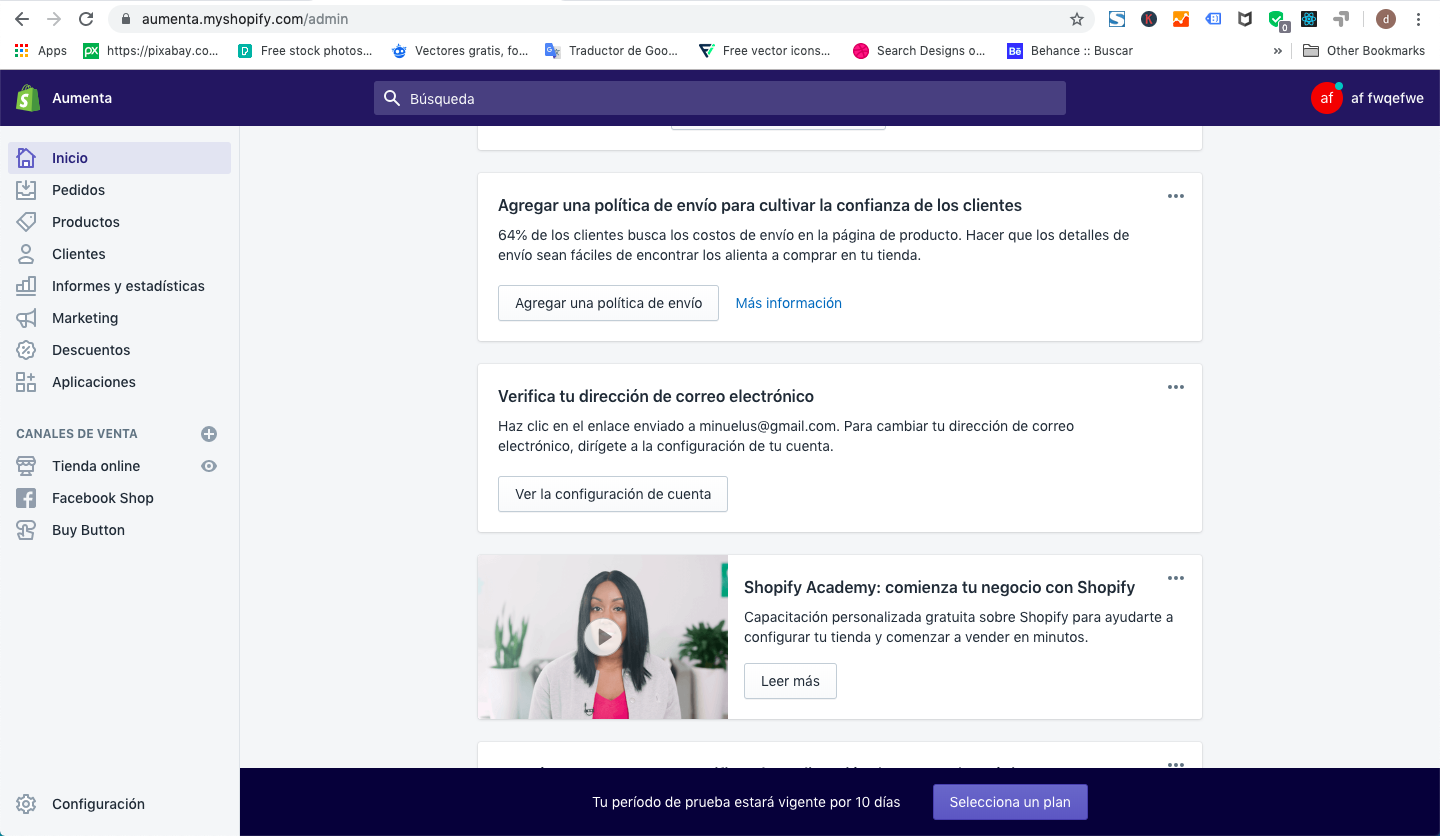 aumenta.myshopify.com/admin
Apps
https://pixabay.co...
Free stock photos...
Vectores gratis, fo...
Traductor de Goo...
Free vector icons...
Search Designs o...
Behance :: Buscar
»
Other Bookmarks
Aumenta
Búsqueda
af
af fwqefwe
Inicio
Pedidos
Productos
Clientes
Informes y estadísticas
Marketing
Descuentos
Aplicaciones
CANALES DE VENTA
Tienda online
Facebook Shop
Buy Button
Configuración
Agregar una política de envío para cultivar la confianza de los clientes
64% de los clientes busca los costos de envío en la página de producto. Hacer que los detalles de
envío sean fáciles de encontrar los alienta a comprar en tu tienda.
Agregar una política de envío
Más información
Verifica tu dirección de correo electrónico
Haz clic en el enlace enviado a minuelus@gmail.com. Para cambiar tu dirección de correo
electrónico, dirígete a la configuración de tu cuenta.
Ver la configuración de cuenta
Shopify Academy: comienza tu negocio con Shopify
Capacitación personalizada gratuita sobre Shopify para ayudarte a
configurar tu tienda y comenzar a vender en minutos.
Leer más
Tu período de prueba estará vigente por 10 días
Selecciona un plan